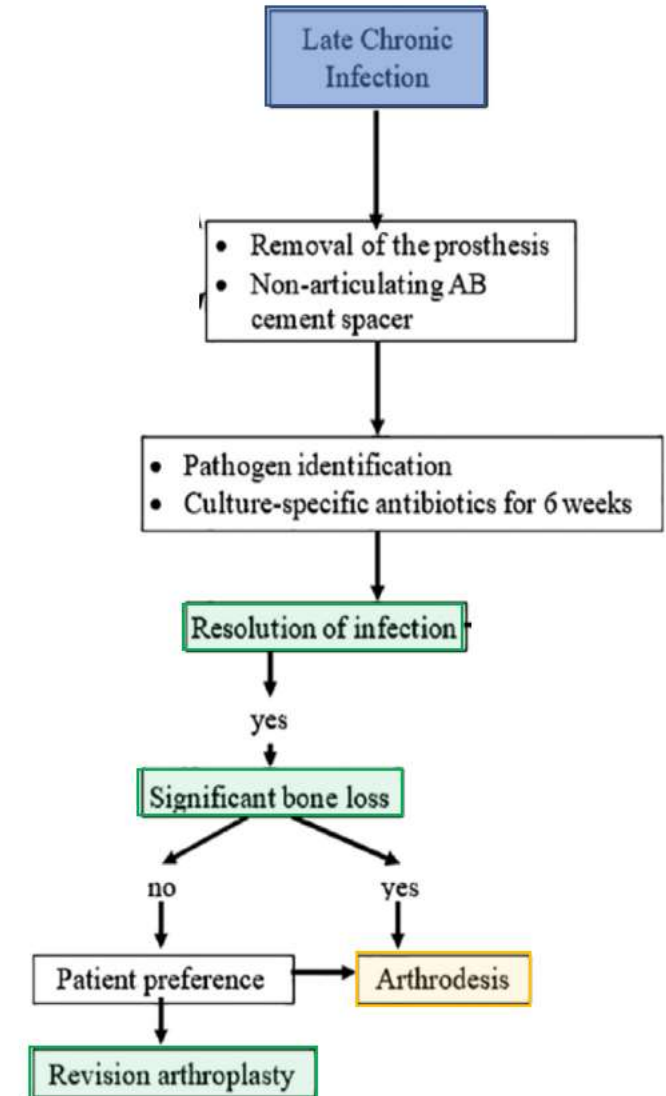 Late Chronic
Infection
• Removal of the prosthesis
• Non-articulating AB
cement spacer
• Pathogen identification
• Culture-specific antibiotics for 6 weeks
Resolution of infection
yes
Significant bone loss
no
yes
Patient preference
Arthrodesis
Revision arthroplasty